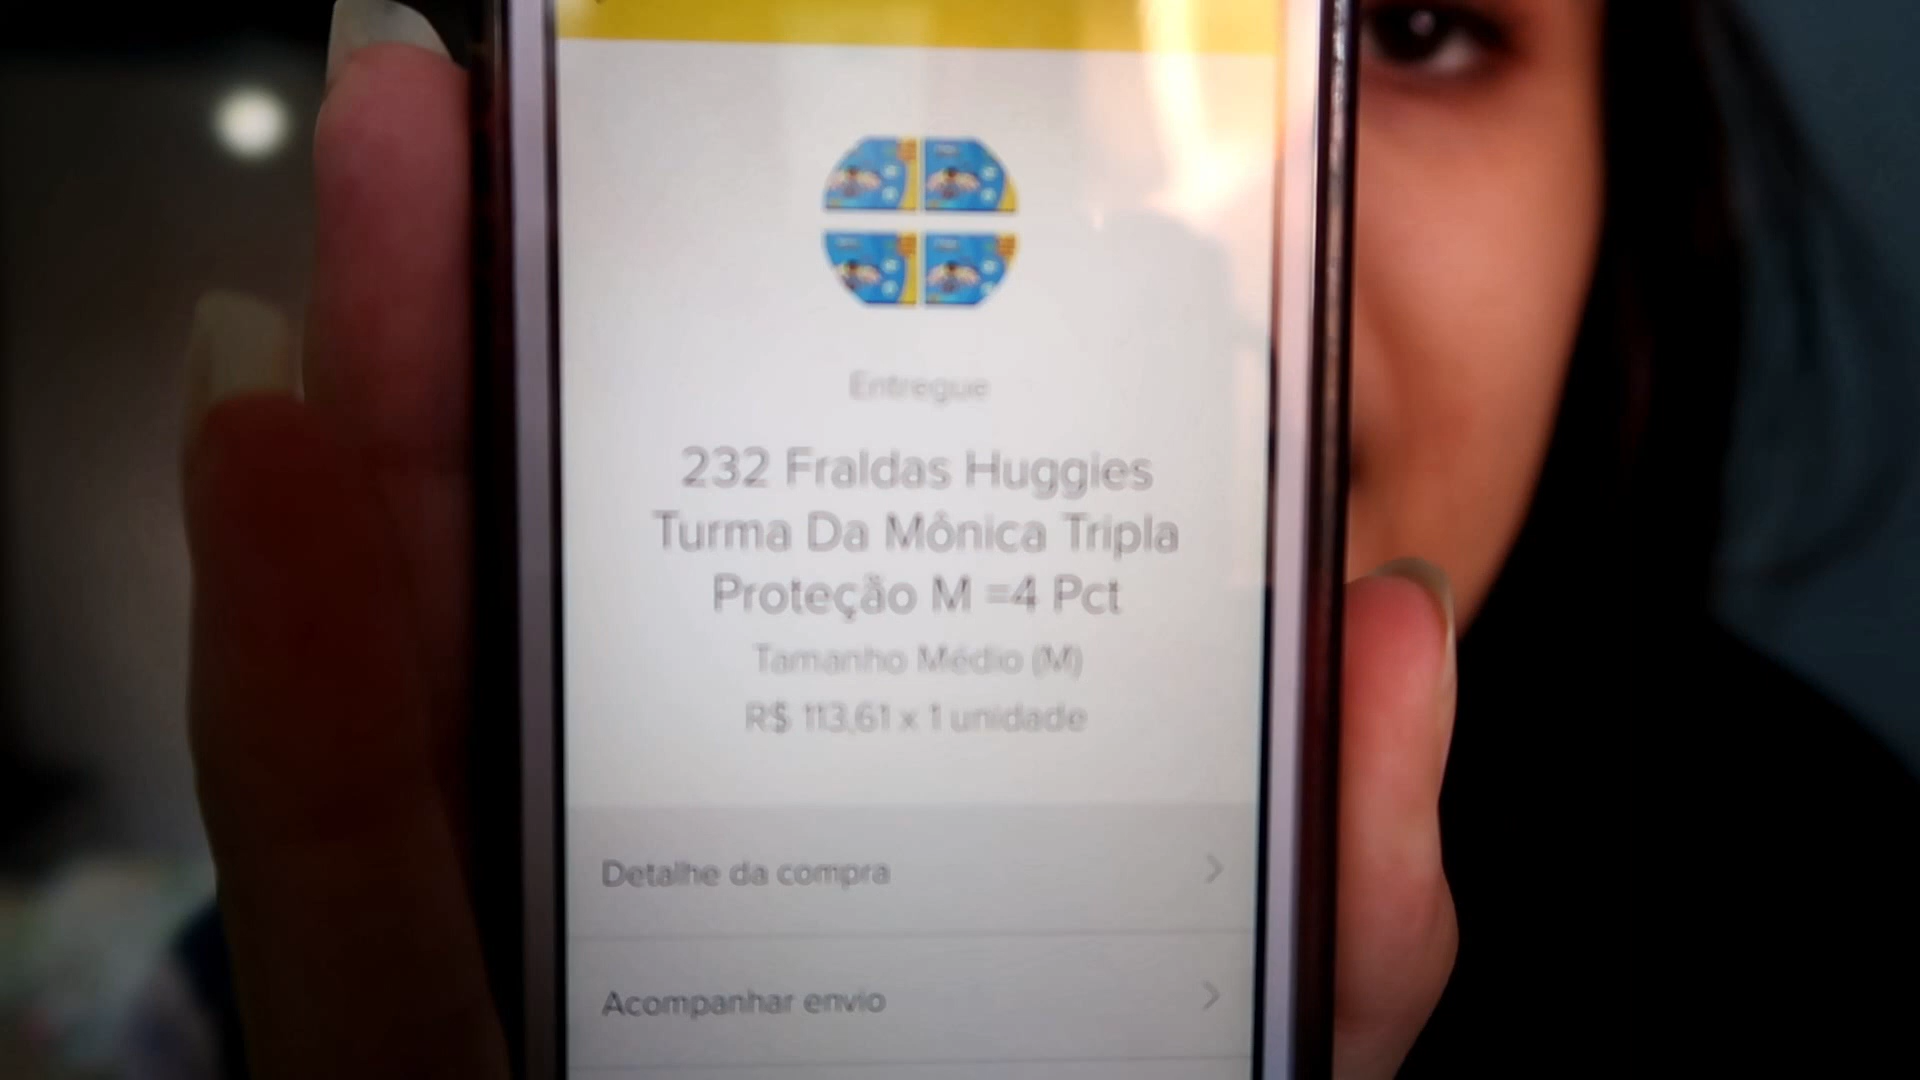 Entregue
232 Fraldas Huggies
Turma Da Mônica Tripla
Proteção M =4 Pct
Tamanho Médio (M)
R$ 113,61 x 1 unidade
Detalhe da compra
Acompanhar envio